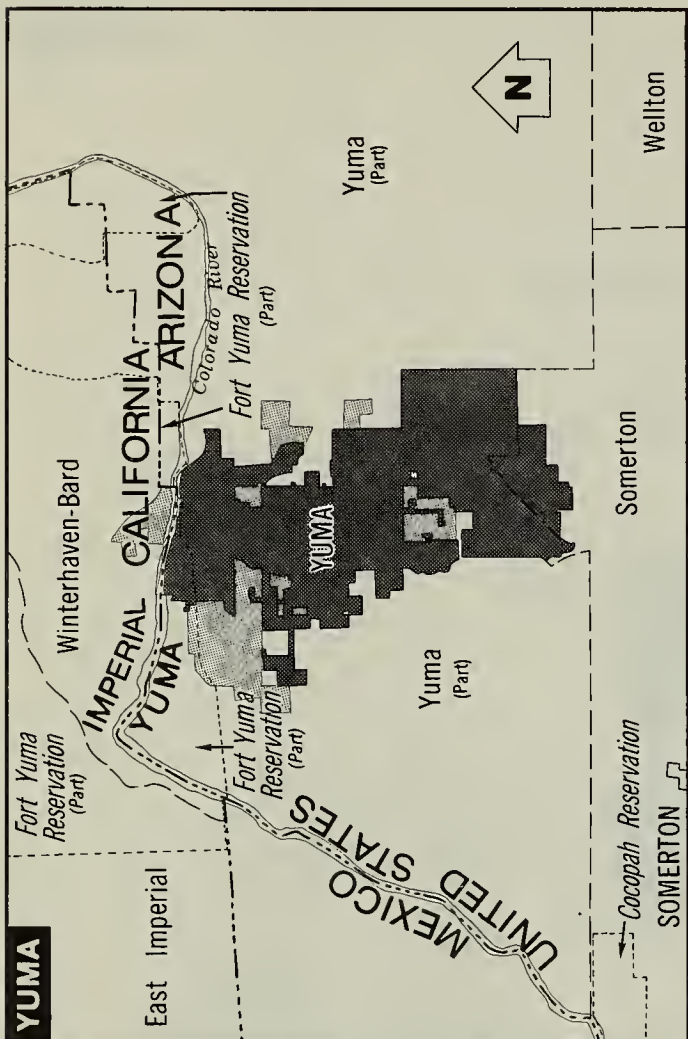 YUMA
Fort Yuma
Reservation
(Part)
Winterhaven-Bard
East Imperial
IMPERIAL
YUMA
CALIFORNIA
ARIZONA
Colorado River
Fort Yuma Reservation
(Part)
N
Fort Yuma
Reservation
(Part)
YUMA
Yuma
(Part)
Yuma
(Part)
MEXICO
UNITED STATES
Cocopah Reservation
SOMERTON
Somerton
Wellton